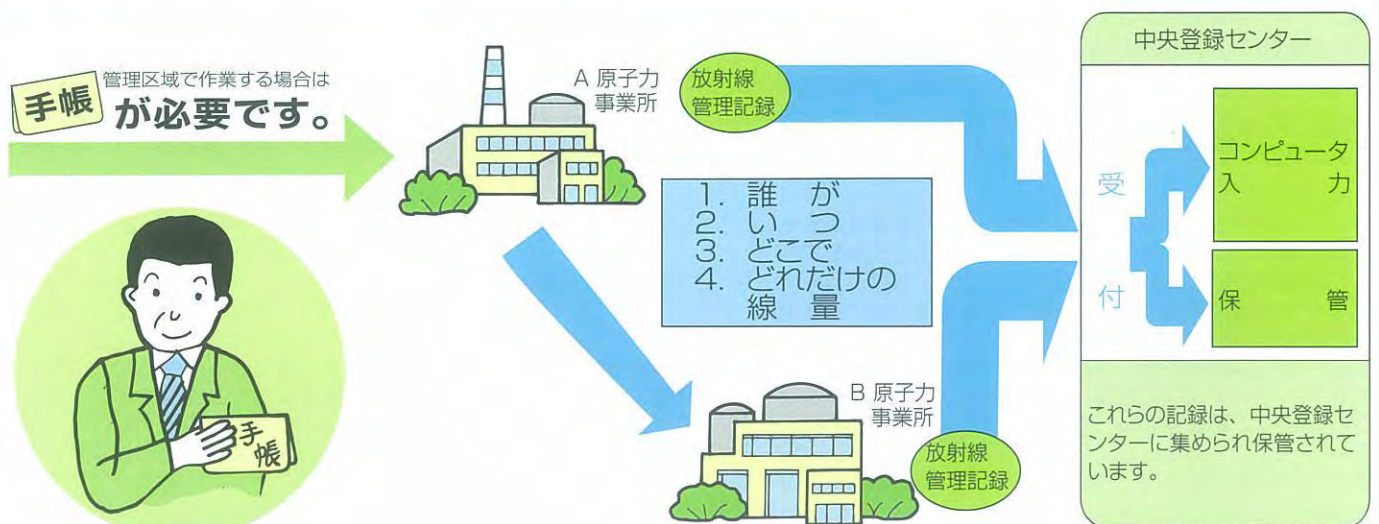 管理区域で作業する場合は
手帳 が必要です。
手
帳
A 原子力
事業所
放射線
管理記録
1. 誰 が
2. い つ
3. どこで
4. どれだけの
線 量
B 原子力
事業所
放射線
管理記録
中央登録センター
受
付
コンピュータ
入 力
保 管
これらの記録は、中央登録セ
ンターに集められ保管されて
います。